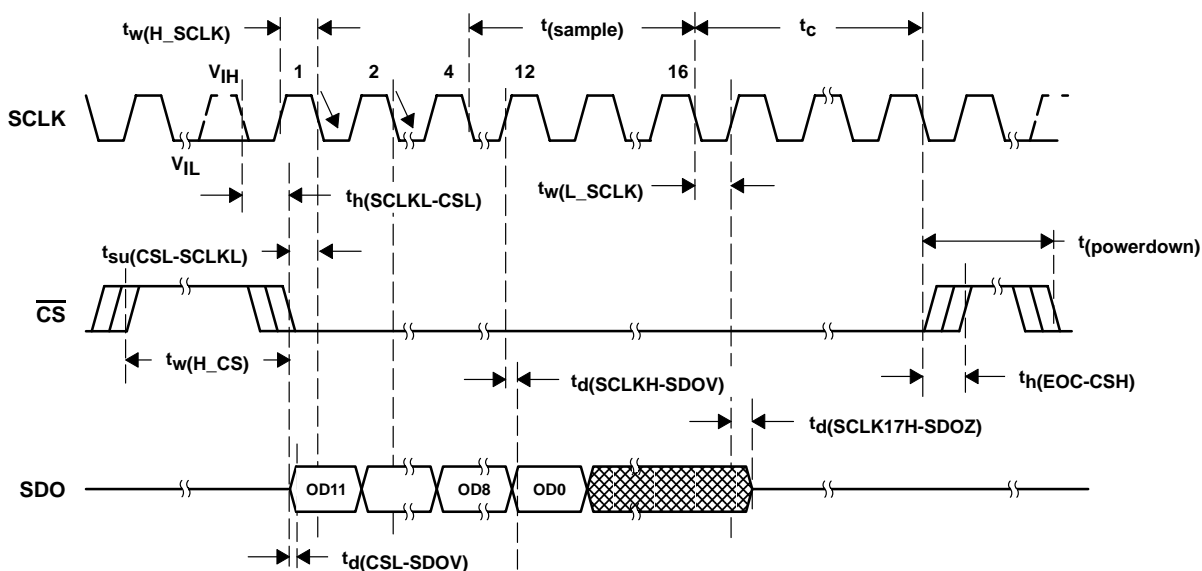 tw(H_SCLK)
t(sample)
tc
VIH
1
2
4
12
16
SCLK
VIL
th(SCLKL-CSL)
tw(L_SCLK)
tsu(CSL-SCLKL)
t(powerdown)
CS
tw(H_CS)
td(SCLKH-SDOV)
th(EOC-CSH)
td(SCLK17H-SDOZ)
SDO
OD11
OD8
OD0
td(CSL-SDOV)